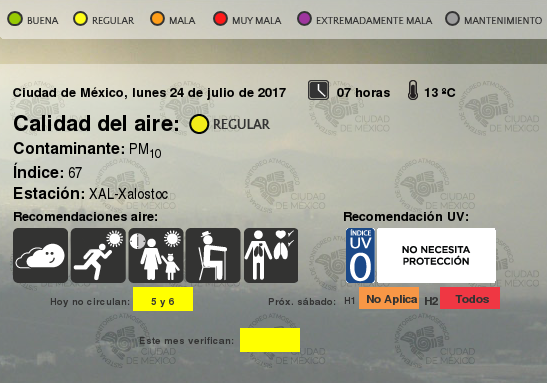 BUENA REGULAR MALA MUY MALA EXTREMADAMENTE MALA MANTENIMIENTO
Ciudad de México, lunes 24 de julio de 2017 07 horas 13 ºC
Calidad del aire: REGULAR
Contaminante: PM10
Índice: 67
Estación: XAL-Xalostoc
Recomendaciones aire: Recomendación UV:
ÍNDICE UV 0 NO NECESITA PROTECCIÓN
Hoy no circulan: 5 y 6 Próx. sábado: H1 No Aplica H2 Todos
Este mes verifican: